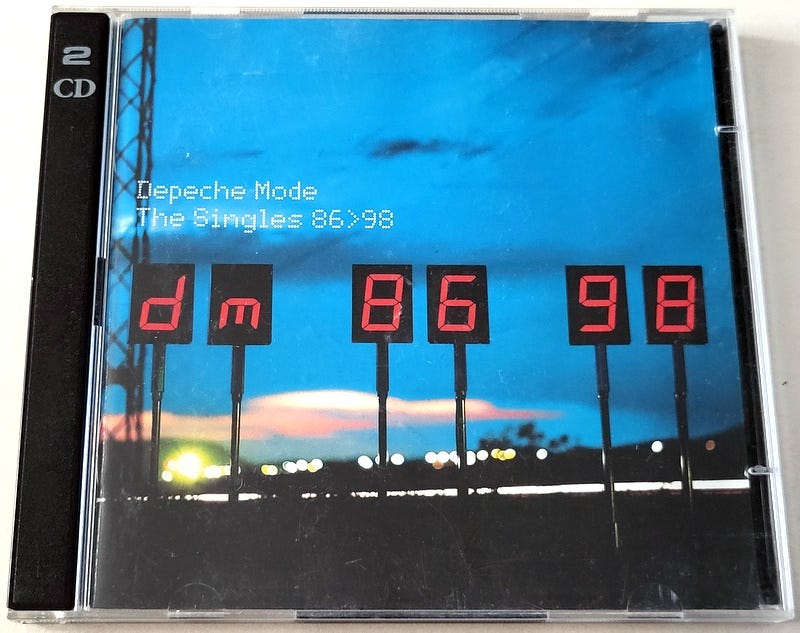 2
CD
Depeche Mode
The Singles 86>98
dm 86 98